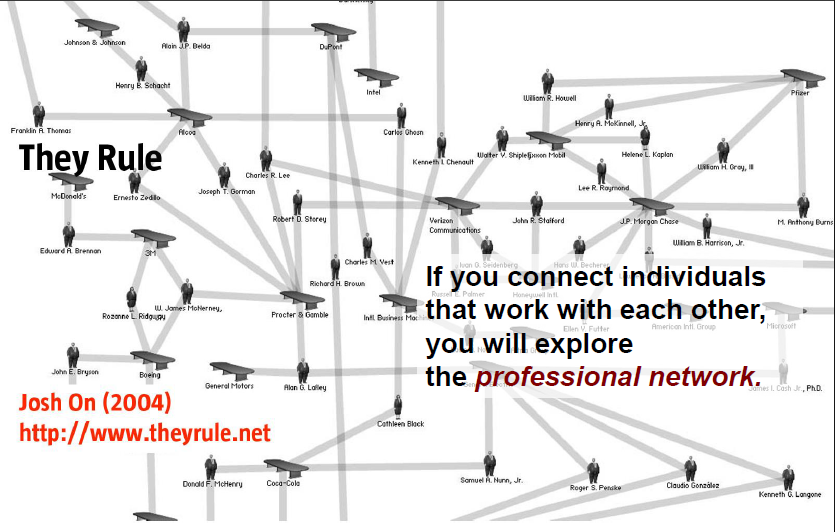 Johnson & Johnson
Alain J.P. Belda
DuPont
Henry B. Schacht
Intel
William R. Howell
Pfizer
Franklin A. Thomas
Alcoa
Carlos Ghosn
Henry A. McKinnell, Jr.
They Rule
Kenneth I. Chenault
Walter V. Shipley
Exxon Mobil
Helene L. Kaplan
William H. Gray, III
McDonald's
Ernesto Zedillo
Joseph T. Gorman
Charles R. Lee
Lee R. Raymond
Robert D. Storey
Verizon
Communications
John R. Stafford
J.P. Morgan Chase
M. Anthony Burns
Edward A. Brennan
3M
Charles M. Vest
William B. Harrison, Jr.
Ivan G. Seidenberg
Hans W. Becherer
If you connect individuals
Richard H. Brown
Russell E. Palmer
Honeywell Intl.
that work with each other,
Rozanne L. Ridgway
W. James McNerney,
Procter & Gamble
Intl. Business Machines
American Intl. Group
Microsoft
Ellen V. Futter
you will explore
John E. Bryson
Boeing
General Motors
Alan G. Lafley
the professional network.
James I. Cash Jr., Ph.D.
Josh On (2004)
http://www.theyrule.net
Cathleen Black
Donald F. McHenry
Coca-Cola
Samuel A. Nunn, Jr.
Roger S. Penske
Claudio González
Kenneth G. Langone